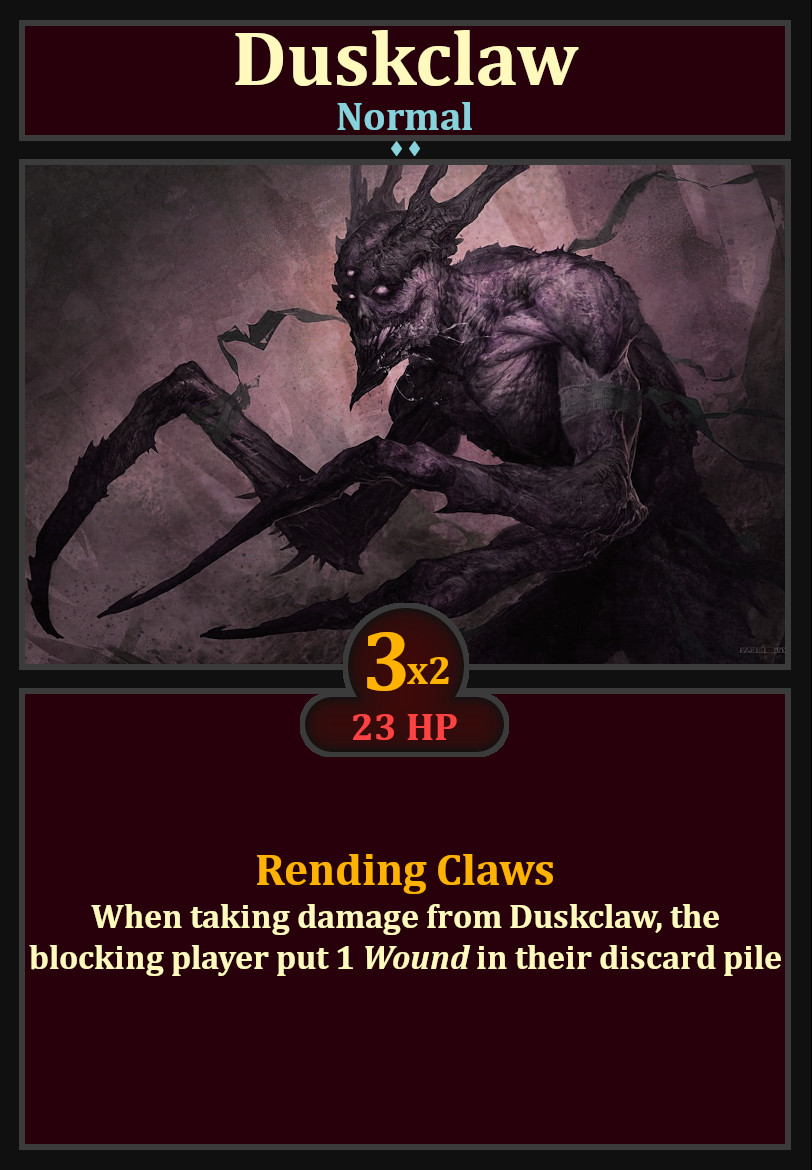 Duskclaw
Normal
3x2
23 HP
Rending Claws
When taking damage from Duskclaw, the
blocking player put 1 Wound in their discard pile